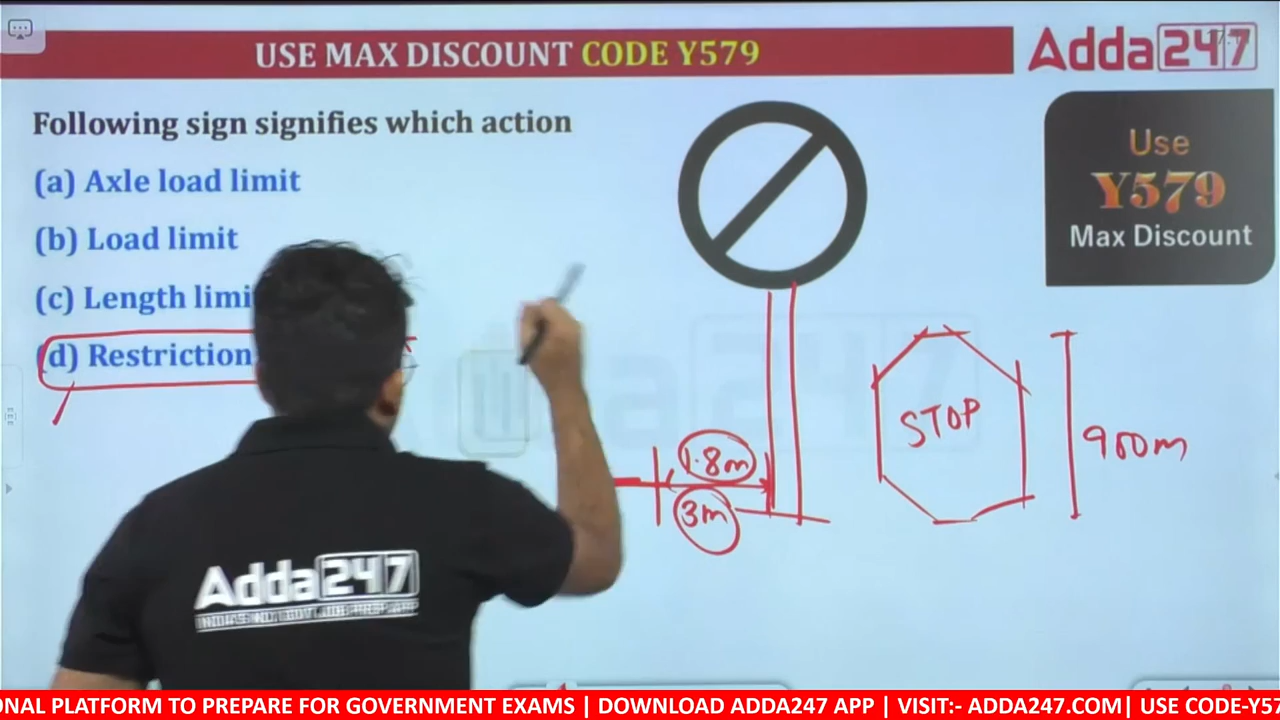 USE MAX DISCOUNT CODE Y579
Adda247
Following sign signifies which action
Use
Y579
Max Discount
(a) Axle load limit
(b) Load limit
(c) Length limi
(d) Restriction
STOP
900m
1.8m
3m
Adda247
ONAL PLATFORM TO PREPARE FOR GOVERNMENT EXAMS | DOWNLOAD ADDA247 APP | VISIT:- ADDA247.COM| USE CODE-Y57